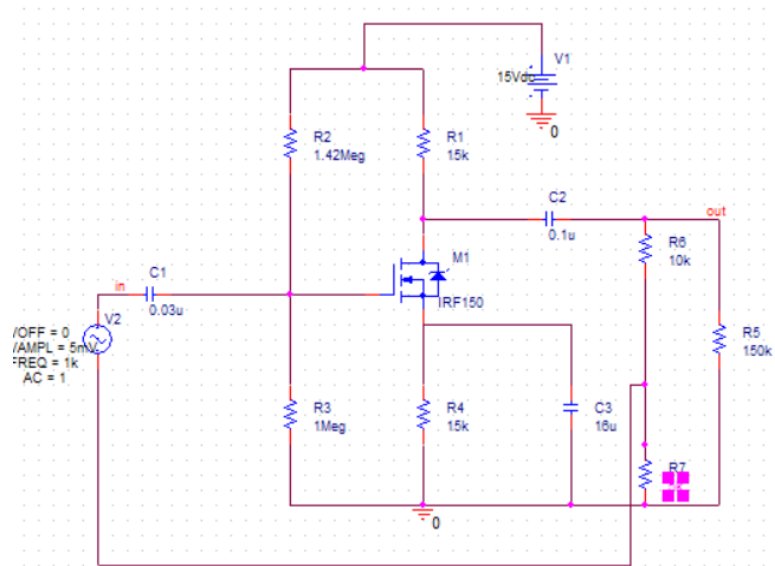 V1
15Vdc
0
R2
1.42Meg
R1
15k
C2
0.1u
out
R6
10k
M1
IRF150
C1
in
0.03u
V2
/OFF = 0
/AMPL = 5mV
FREQ = 1k
AC = 1
R5
150k
R3
1Meg
R4
15k
C3
16u
R7
0